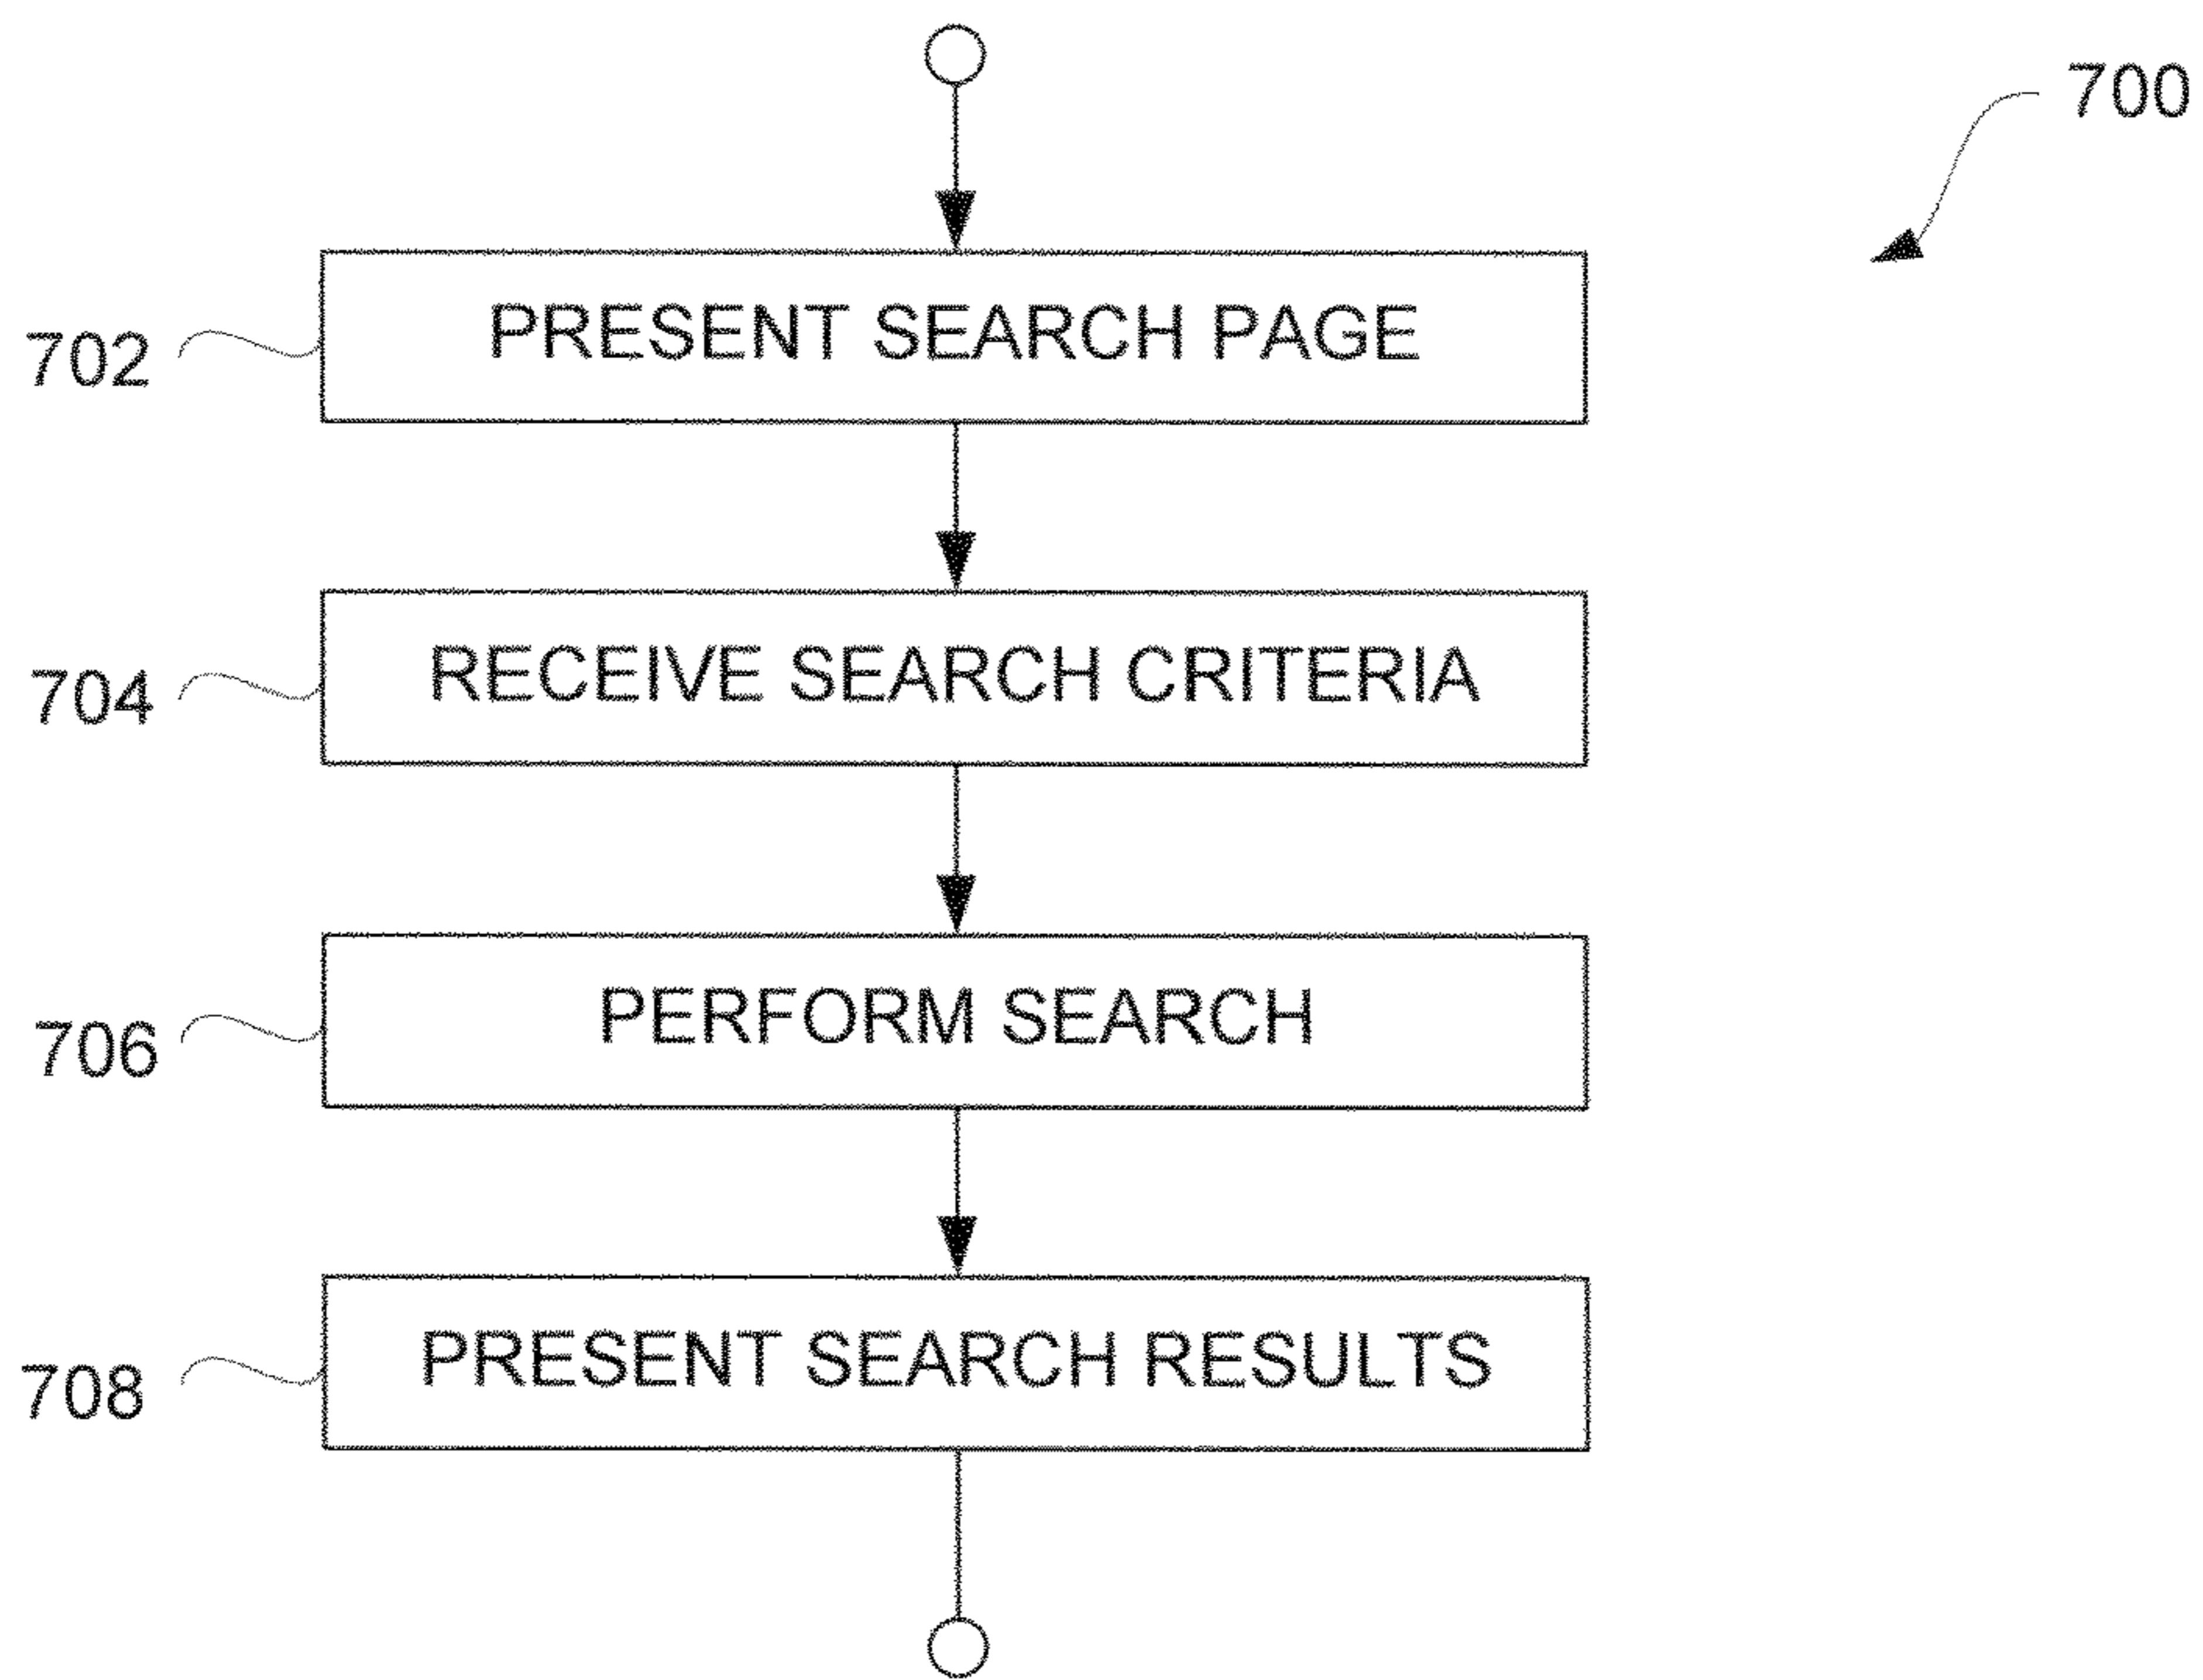 700
702
PRESENT SEARCH PAGE
704
RECEIVE SEARCH CRITERIA
706
PERFORM SEARCH
708
PRESENT SEARCH RESULTS